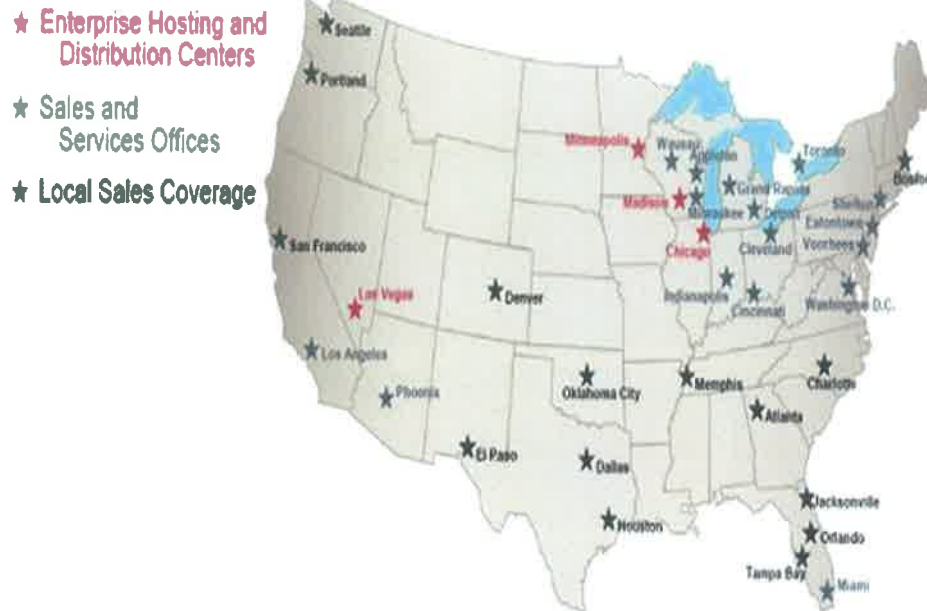 Enterprise Hosting and
Distribution Centers
Sales and
Services Offices
Local Sales Coverage
Seattle
Portland
Minneapolis
Wausau
Appleton
Toronto
Boston
Grand Rapids
Madison
Milwaukee
Detroit
Shelton
Eatontown
San Francisco
Chicago
Cleveland
Voorhees
Las Vegas
Denver
Indianapolis
Cincinnati
Washington D.C.
Los Angeles
Phoenix
Oklahoma City
Memphis
Charlotte
Atlanta
El Paso
Dallas
Jacksonville
Houston
Orlando
Tampa Bay
Miami